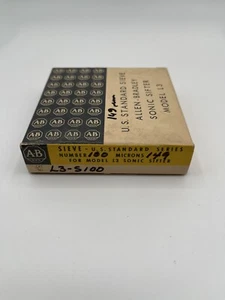 149 µm
U.S. STANDARD SIEVE
ALLEN-BRADLEY
SONIC SIFTER
MODEL L3
AB
SIEVE - U.S. STANDARD SERIES
NUMBER 100 MICRONS 149
FOR MODEL L3 SONIC SIFTER
L3-S100